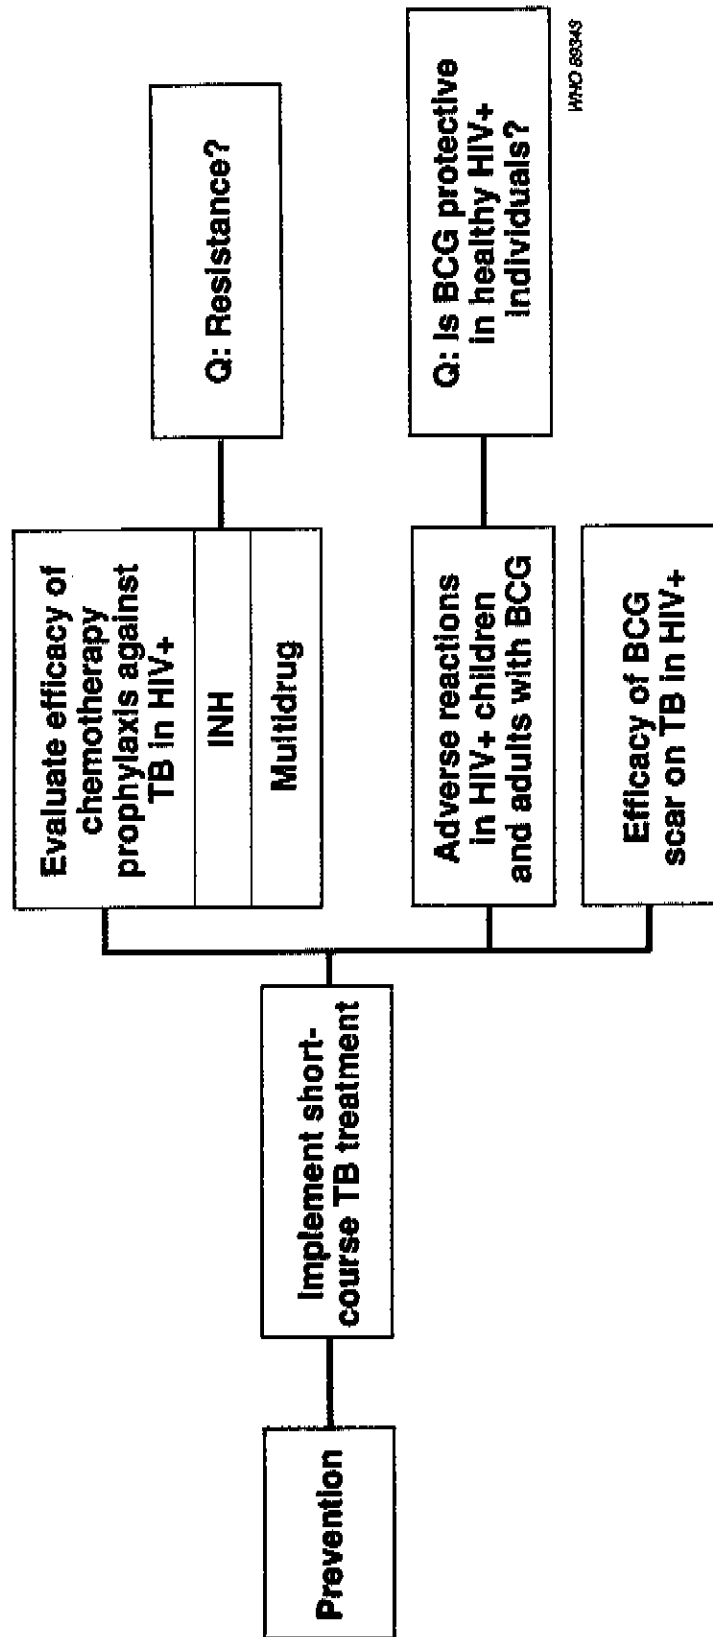 Prevention
Implement short-
course TB treatment
Evaluate efficacy of
chemotherapy
prophylaxis against
TB in HIV+
INH
Multidrug
Q: Resistance?
Adverse reactions
in HIV+ children
and adults with BCG
Q: Is BCG protective
in healthy HIV+
individuals?
Efficacy of BCG
scar on TB in HIV+
WHO 89349